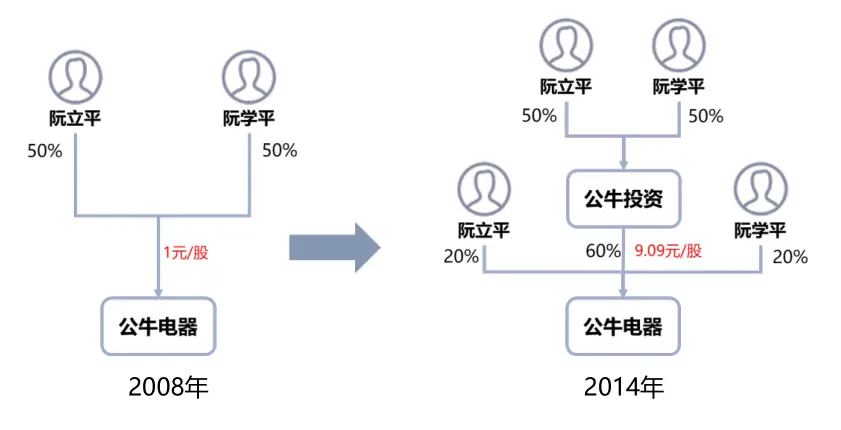 阮立平
阮学平
50%
50%
1元/股
公牛电器
2008年
阮立平
阮学平
50%
50%
公牛投资
阮立平
阮学平
20%
60%
9.09元/股
20%
公牛电器
2014年